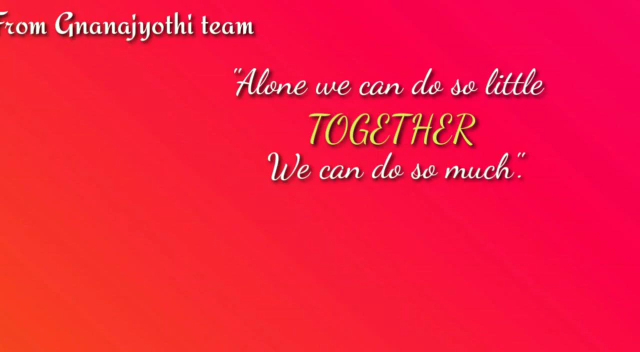 From Gnanajyothi team
"Alone we can do so little
TOGETHER
We can do so much".